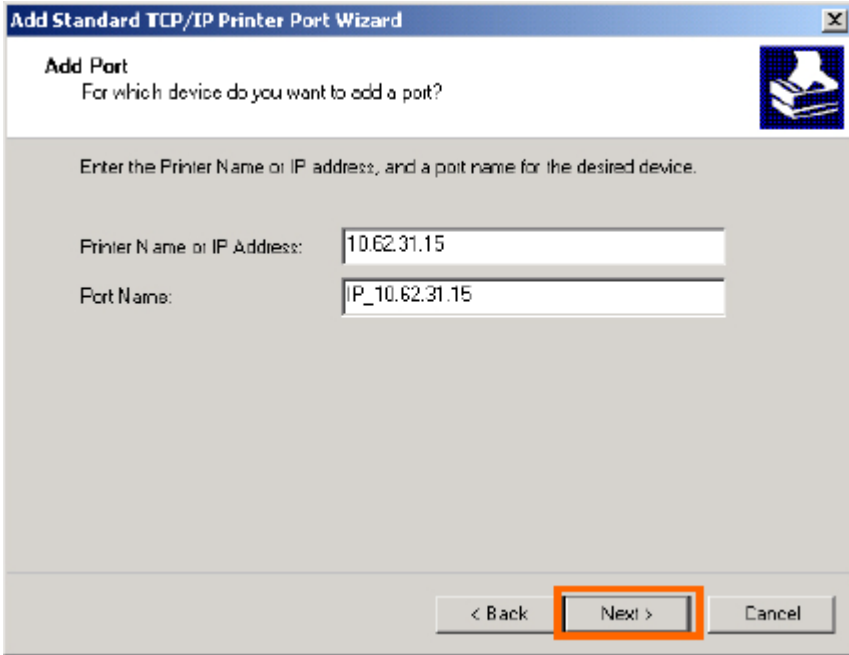 Add Standard TCP/IP Printer Port Wizard
Add Port
For which device do you want to add a port?
Enter the Printer Name or IP address, and a port name for the desired device.
Printer Name or IP Address:
10.62.31.15
Port Name:
IP_10.62.31.15
< Back
Next >
Cancel